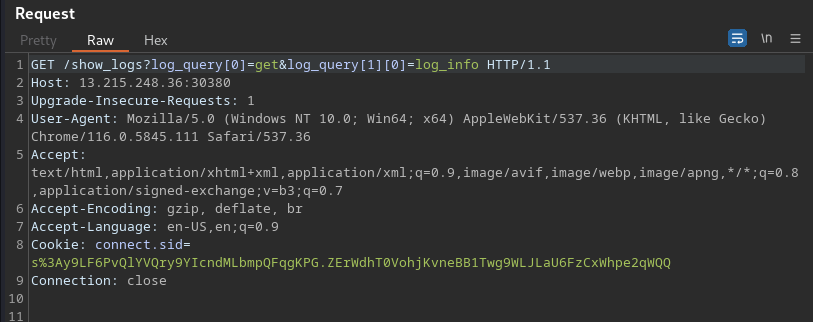 Request
Pretty Raw Hex
\n
1 GET /show_logs?log_query[0]=get&log_query[1][0]=log_info HTTP/1.1
2 Host: 13.215.248.36:30380
3 Upgrade-Insecure-Requests: 1
4 User-Agent: Mozilla/5.0 (Windows NT 10.0; Win64; x64) AppleWebKit/537.36 (KHTML, like Gecko)
Chrome/116.0.5845.111 Safari/537.36
5 Accept:
text/html,application/xhtml+xml,application/xml;q=0.9,image/avif,image/webp,image/apng,*/*;q=0.8
,application/signed-exchange;v=b3;q=0.7
6 Accept-Encoding: gzip, deflate, br
7 Accept-Language: en-US,en;q=0.9
8 Cookie: connect.sid=
s%3Ay9LF6PvQlYVQry9YIcndMLbmpQFqgKPG.ZErWdhT0VohjKvneBB1Twg9WLJLaU6FzCxWhpe2qWQQ
9 Connection: close
10
11